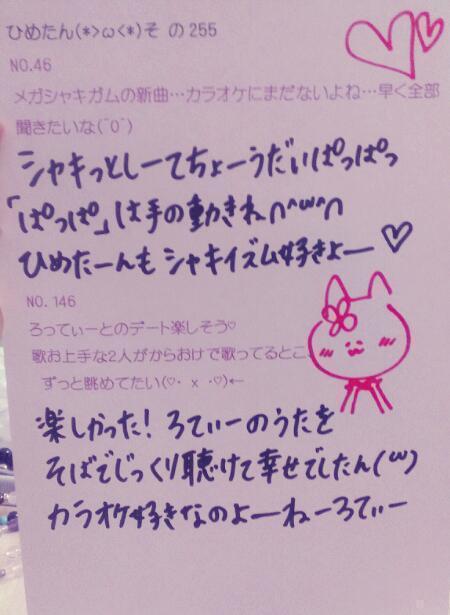 ひめたん(*>ω<*)そ の255
NO.46
メガシャキガムの新曲…カラオケにまだないよね…早く全部
聞きたいな(^O^)
シャキっとしーてちょーうだいぱっぱっ
「ぱっぱ」は手の動きね∩^ω^∩
ひめたーんもシャキイズム好きよー♡
NO.146
ろってぃーとのデート楽しそう♡
歌お上手な2人がからおけで歌ってるとこ、
ずっと眺めてたい(♡・x・♡)←
楽しかった!ろてぃーのうたを
そばでじっくり聴けて幸せでしたん(ω)
カラオケ好きなのよーねーろてぃー